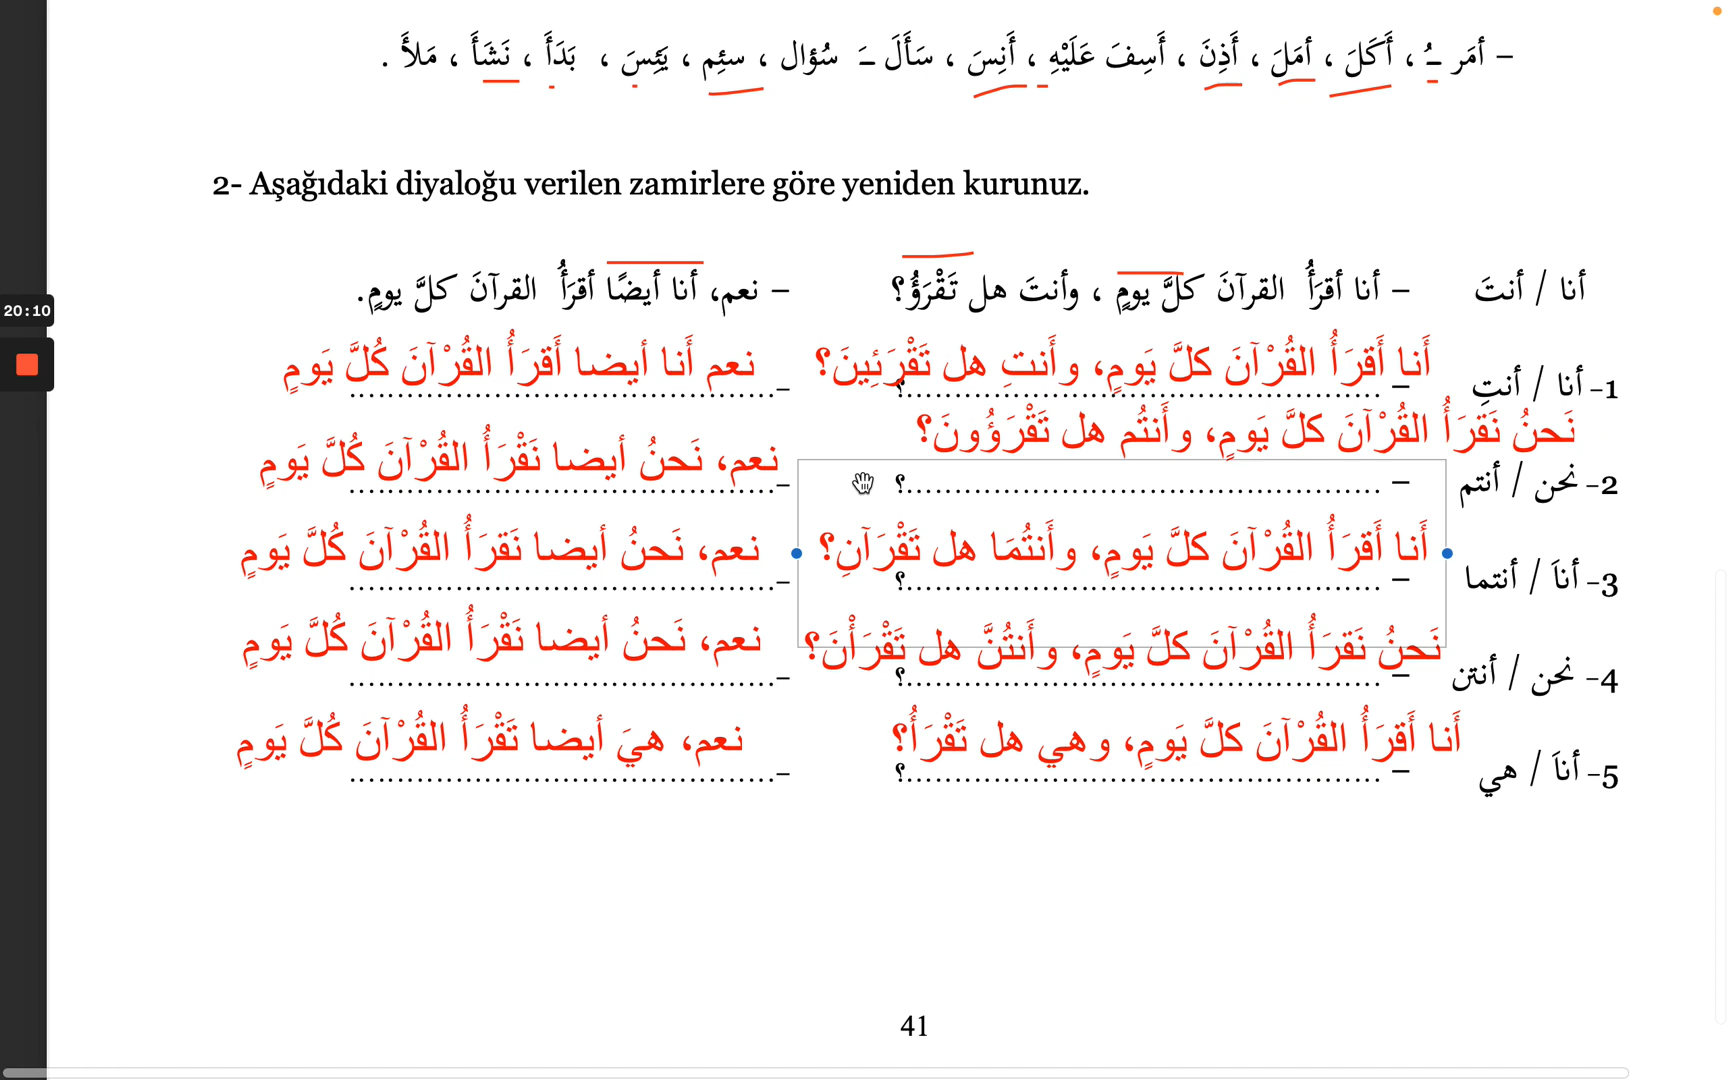 – أمَر ـُ ، أَكَلَ ، أمَلَ ، أَذِنَ ، أَسِفَ عَلَيْهِ ، أَنِسَ ، سَأَلَ ـَ سُؤال ، سئِم ، يَئِسَ ، بَدَأَ ، نَشَأَ ، مَلأَ .
2- Aşağıdaki diyaloğu verilen zamirlere göre yeniden kurunuz.
أنا / أنتَ – أنا أقرَأُ القرآنَ كلَّ يومٍ ، وأنتَ هل تَقْرَؤُ؟ – نعم، أنا أيضًا أقرَأُ القرآنَ كلَّ يومٍ.
20:10
أَنا أَقرَأُ القُرْآنَ كلَّ يَومٍ، وأَنتِ هل تَقْرَئِينَ؟ نعم أَنا أيضا أَقرَأُ القُرْآنَ كُلَّ يَومٍ
1- أنا / أنتِ – ..........؟ –..........
نَحنُ نَقرَأُ القُرْآنَ كلَّ يَومٍ، وأَنتُم هل تَقْرَؤُونَ؟
نعم، نَحنُ أيضا نَقْرَأُ القُرْآنَ كُلَّ يَومٍ
2- نحن / أنتم – ..........؟ –..........
أَنا أَقرَأُ القُرْآنَ كلَّ يَومٍ، وأَنتُمَا هل تَقْرَآنِ؟ نعم، نَحنُ أيضا نَقرَأُ القُرْآنَ كُلَّ يَومٍ
3- أناَ / أنتما – ..........؟ –..........
نَحنُ نَقرَأُ القُرْآنَ كلَّ يَومٍ، وأَنتُنَّ هل تَقْرَأْنَ؟ نعم، نَحنُ أيضا نَقْرَأُ القُرْآنَ كُلَّ يَومٍ
4- نحن / أنتن – ..........؟ –..........
أَنا أَقرَأُ القُرْآنَ كلَّ يَومٍ، وهي هل تَقْرَأُ؟ نعم، هيَ أيضا تَقْرَأُ القُرْآنَ كُلَّ يَومٍ
5- أناَ / هي – ..........؟ –..........
41